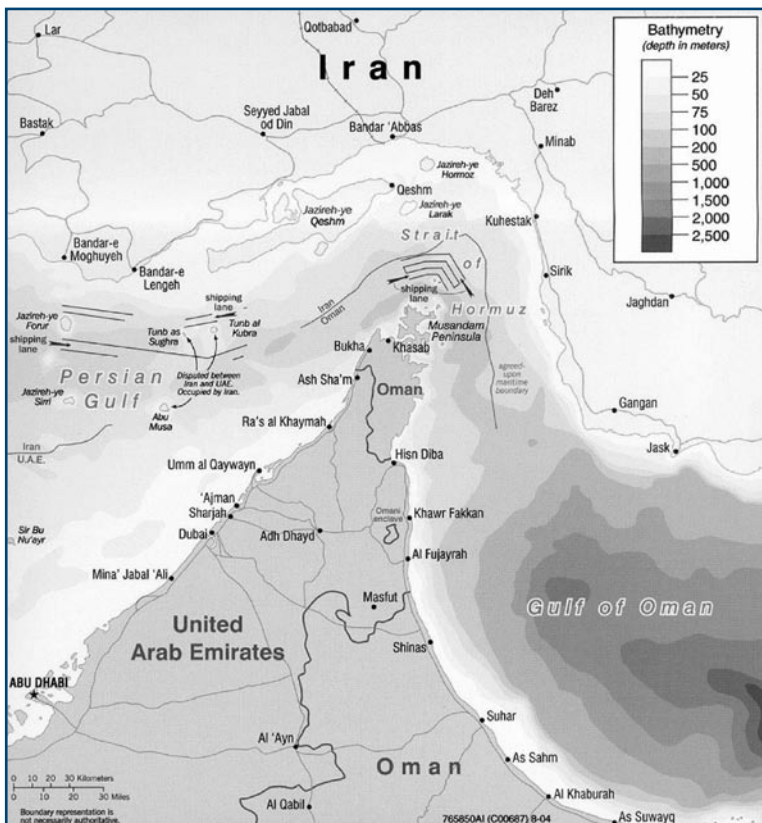 Lar
Qotbabad
Iran
Bathymetry
(depth in meters)
25
50
75
100
200
500
1,000
1,500
2,000
2,500
Deh
Barez
Bastak
Seyyed Jabal
od Din
Bandar 'Abbas
Minab
Jazireh-ye
Hormoz
Qeshm
Jazireh-ye
Larak
Jazireh-ye
Qeshm
Kuhestak
Strait
of
Hormuz
Bandar-e
Moghuyeh
Bandar-e
Lengeh
Sirik
Jaghdan
shipping
lane
Iran
Oman
shipping
lane
Jazireh-ye
Forur
Tunb as
Sughra
Tunb al
Kubra
shipping
lane
Musandam
Peninsula
Bukha
Khasab
Persian
Gulf
Disputed between
Iran and UAE.
Occupied by Iran.
Ash Sha'm
Oman
agreed-
upon
maritime
boundary
Jazireh-ye
Sirri
Abu
Musa
Gangan
Ra's al Khaymah
Iran
U.A.E.
Jask
Hisn Diba
Umm al Qaywayn
'Ajman
Sharjah
Omani
enclave
Khawr Fakkan
Sir Bu
Nu'ayr
Dubai
Adh Dhayd
Al Fujayrah
Mina' Jabal 'Ali
Masfut
Gulf of Oman
United
Arab Emirates
Shinas
ABU DHABI
Suhar
Al 'Ayn
As Sahm
Oman
0 10 20 30 Kilometers
0 10 20 30 Miles
Al Qabil
Al Khaburah
Boundary representation is
not necessarily authoritative.
765850AI (C00687) 8-04
As Suwayq